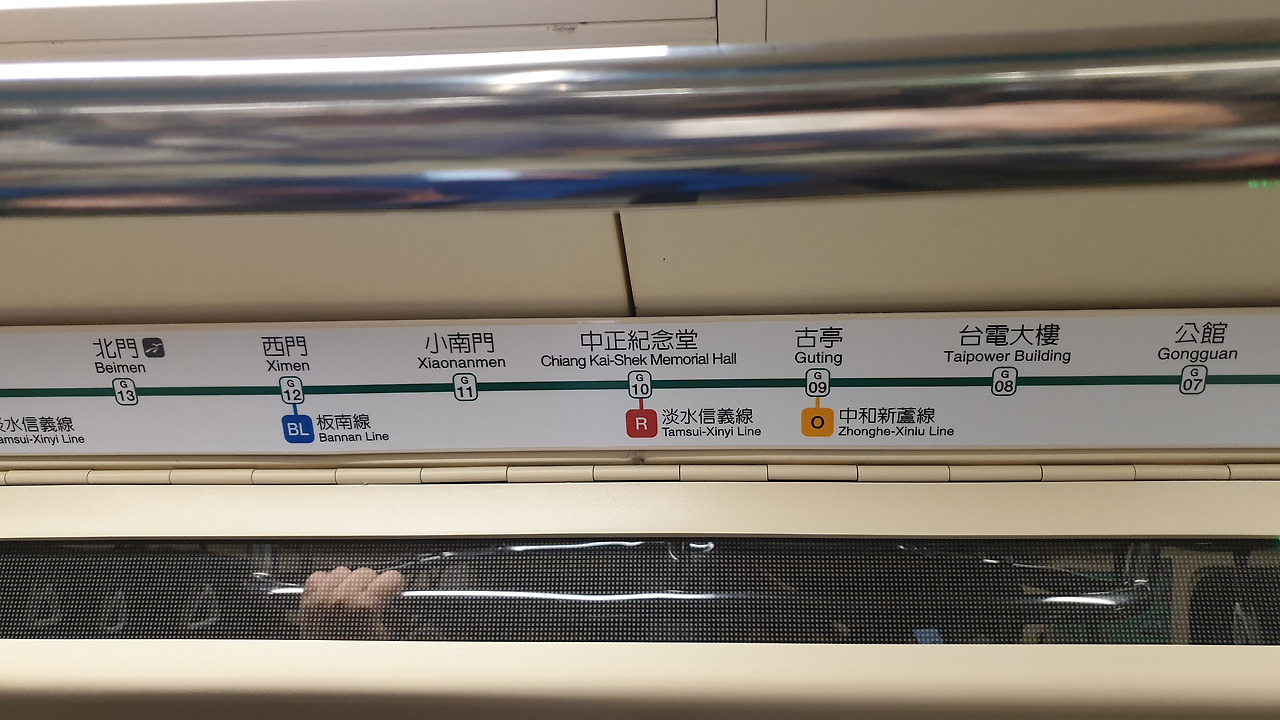 北門
Beimen
G
13
西門
Ximen
G
12
BL
板南線
Bannan Line
小南門
Xiaonanmen
G
11
中正紀念堂
Chiang Kai-Shek Memorial Hall
G
10
R
淡水信義線
Tamsui-Xinyi Line
古亭
Guting
G
09
O
中和新蘆線
Zhonghe-Xinlu Line
台電大樓
Taipower Building
G
08
公館
Gongguan
G
07
水信義線
amsui-Xinyi Line